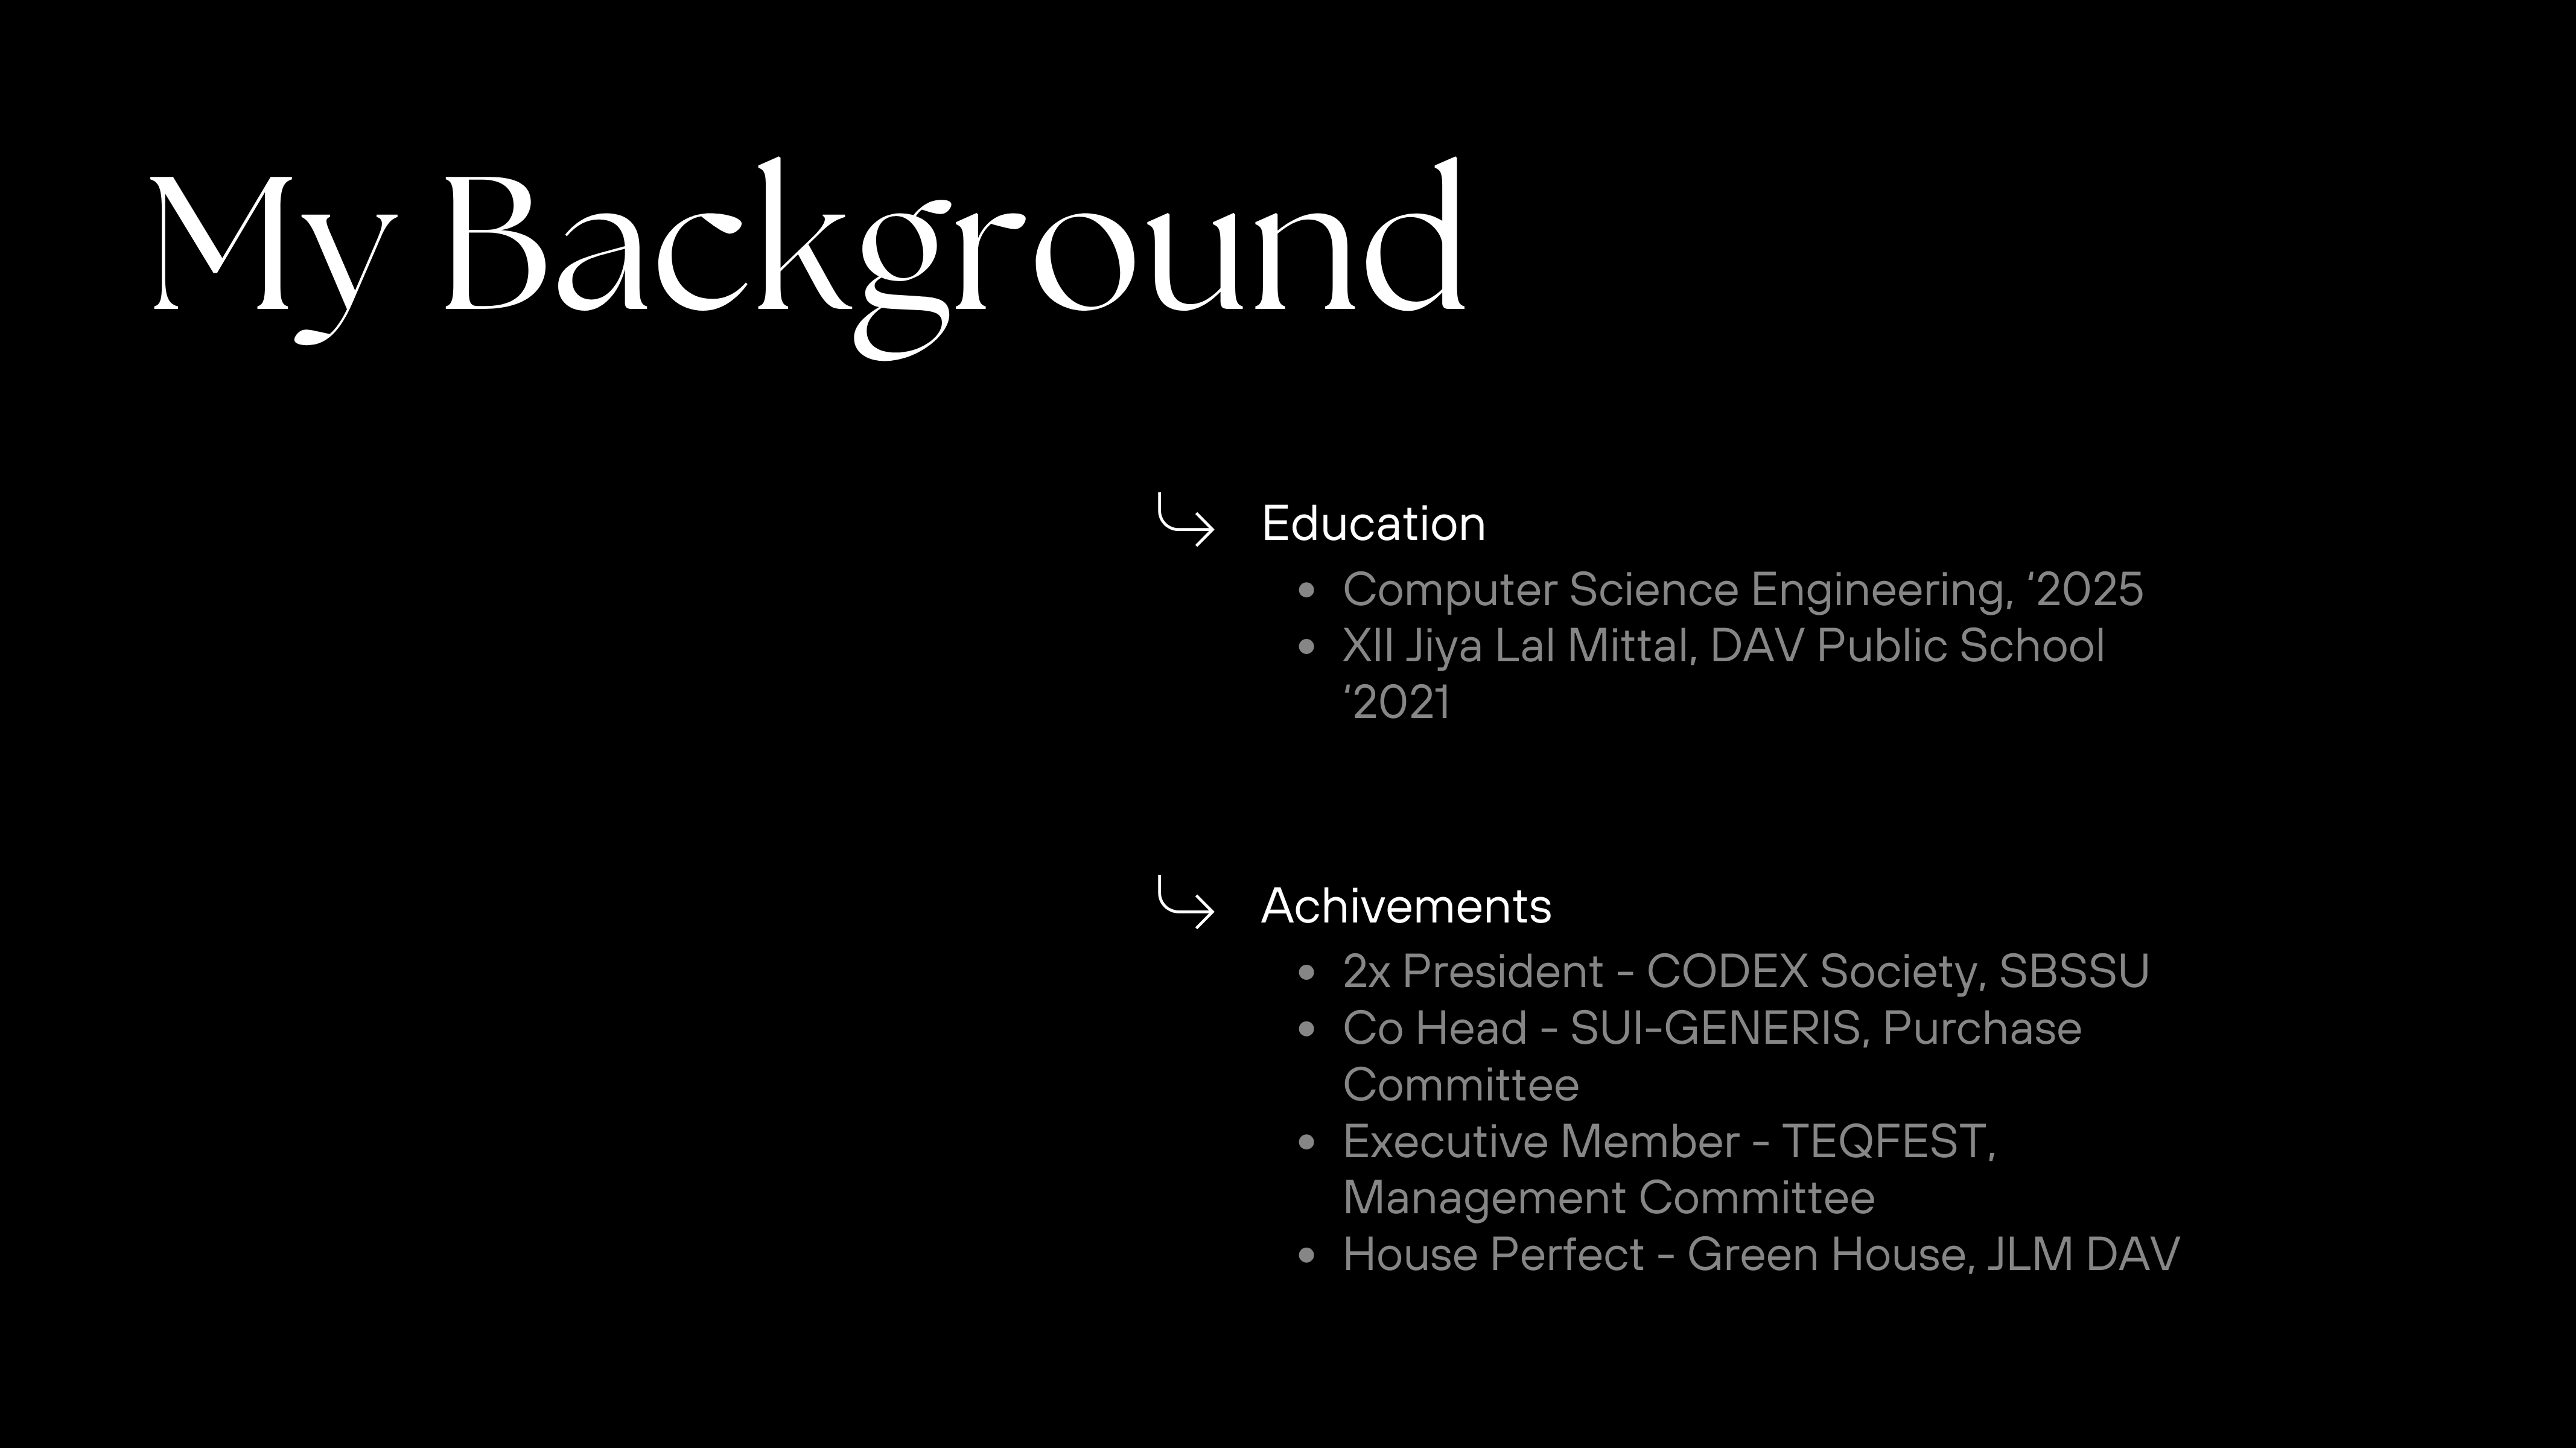 My Background
Education
• Computer Science Engineering, ‘2025
• XII Jiya Lal Mittal, DAV Public School
‘2021
Achivements
• 2x President - CODEX Society, SBSSU
• Co Head - SUI-GENERIS, Purchase
Committee
• Executive Member - TEQFEST,
Management Committee
• House Perfect - Green House, JLM DAV